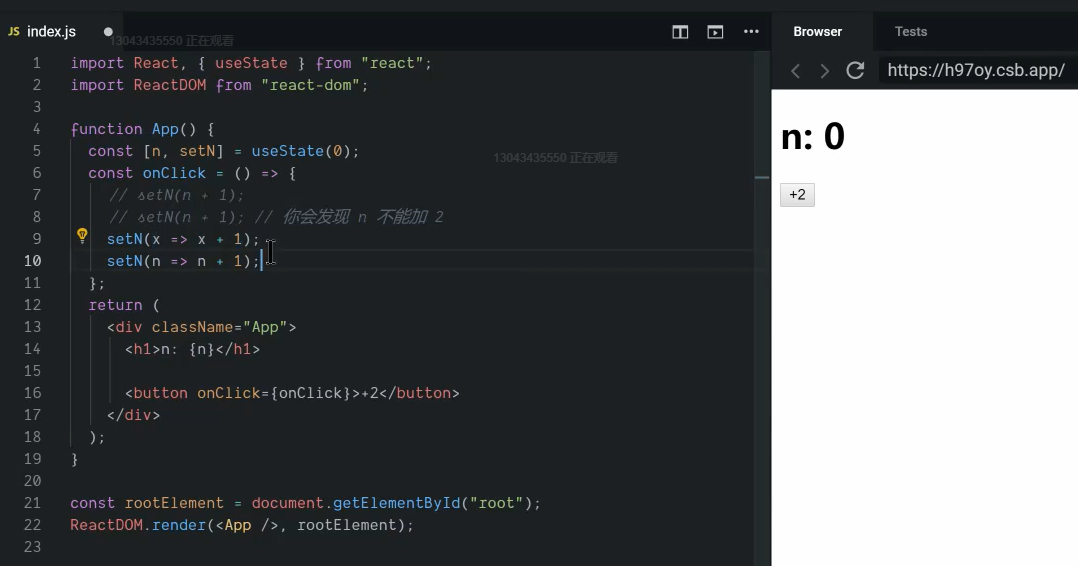 JS index.js
13043435550 正在观看
Browser
Tests
https://h97oy.csb.app/
1 import React, { useState } from "react";
2 import ReactDOM from "react-dom";
3
4 function App() {
5 const [n, setN] = useState(0);
13043435550 正在观看
6 const onClick = () => {
7 // setN(n + 1);
8 // setN(n + 1); // 你会发现 n 不能加 2
9 setN(x => x + 1);
10 setN(n => n + 1);
11 };
12 return (
13 <div className="App">
14 <h1>n: {n}</h1>
15
16 <button onClick={onClick}>+2</button>
17 </div>
18 );
19 }
20
21 const rootElement = document.getElementById("root");
22 ReactDOM.render(<App />, rootElement);
23
n: 0
+2